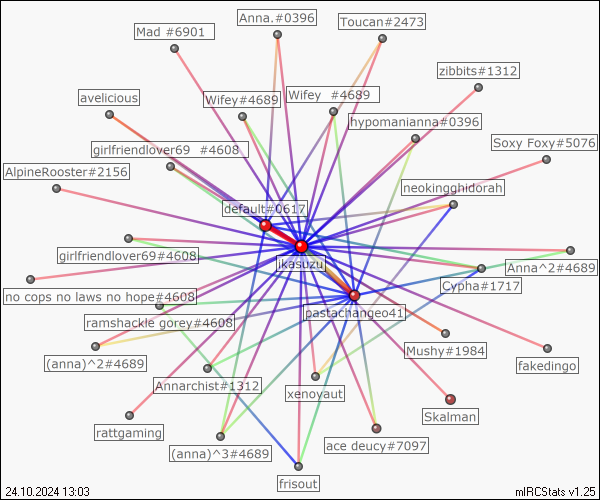 Anna.#0396
Toucan#2473
Mad #6901
zibbits#1312
avelicious
Wifey#4689
Wifey  #4689
hypomanianna#0396
girlfriendlover69  #4608
Soxy Foxy#5076
AlpineRooster#2156
neokingghidorah
default#0617
girlfriendlover69#4608
jkasuzu
Anna^2#4689
Cypha#1717
no cops no laws no hope#4608
pastachangeo41
ramshackle gorey#4608
Mushy#1984
(anna)^2#4689
fakedingo
Annarchist#1312
xenoyaut
Skalman
rattgaming
ace deucy#7097
(anna)^3#4689
frisout
24.10.2024 13:03
mIRCStats v1.25